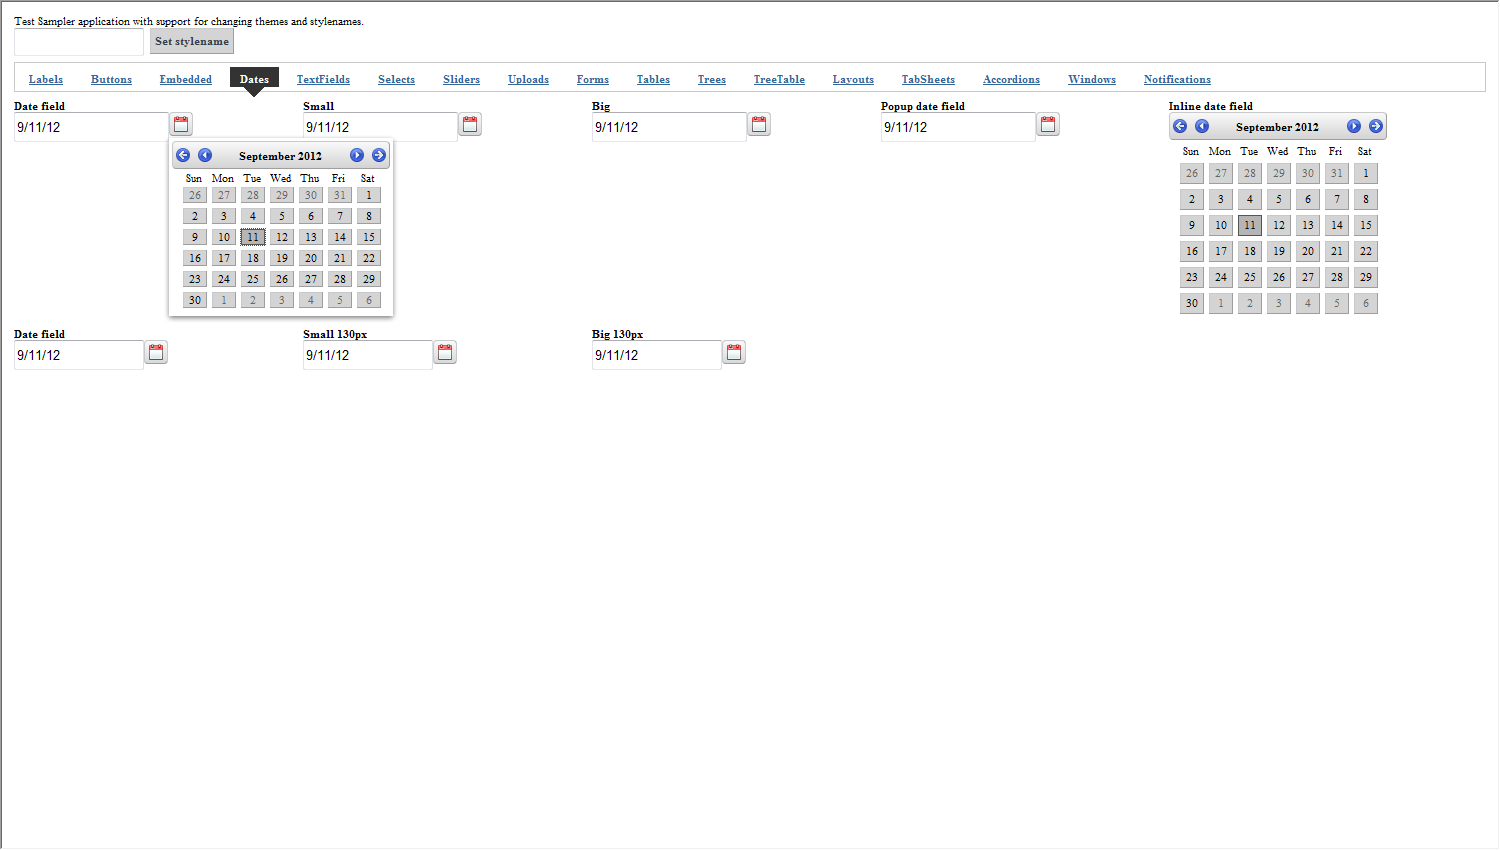 Test Sampler application with support for changing themes and stylenames.
Set stylename
Labels Buttons Embedded Dates TextFields Selects Sliders Uploads Forms Tables Trees TreeTable Layouts TabSheets Accordions Windows Notifications
Date field Small Big Popup date field Inline date field
9/11/12 9/11/12 9/11/12 9/11/12
September 2012
Sun Mon Tue Wed Thu Fri Sat
26 27 28 29 30 31 1
2 3 4 5 6 7 8
9 10 11 12 13 14 15
16 17 18 19 20 21 22
23 24 25 26 27 28 29
30 1 2 3 4 5 6
September 2012
Sun Mon Tue Wed Thu Fri Sat
26 27 28 29 30 31 1
2 3 4 5 6 7 8
9 10 11 12 13 14 15
16 17 18 19 20 21 22
23 24 25 26 27 28 29
30 1 2 3 4 5 6
Date field Small 130px Big 130px
9/11/12 9/11/12 9/11/12